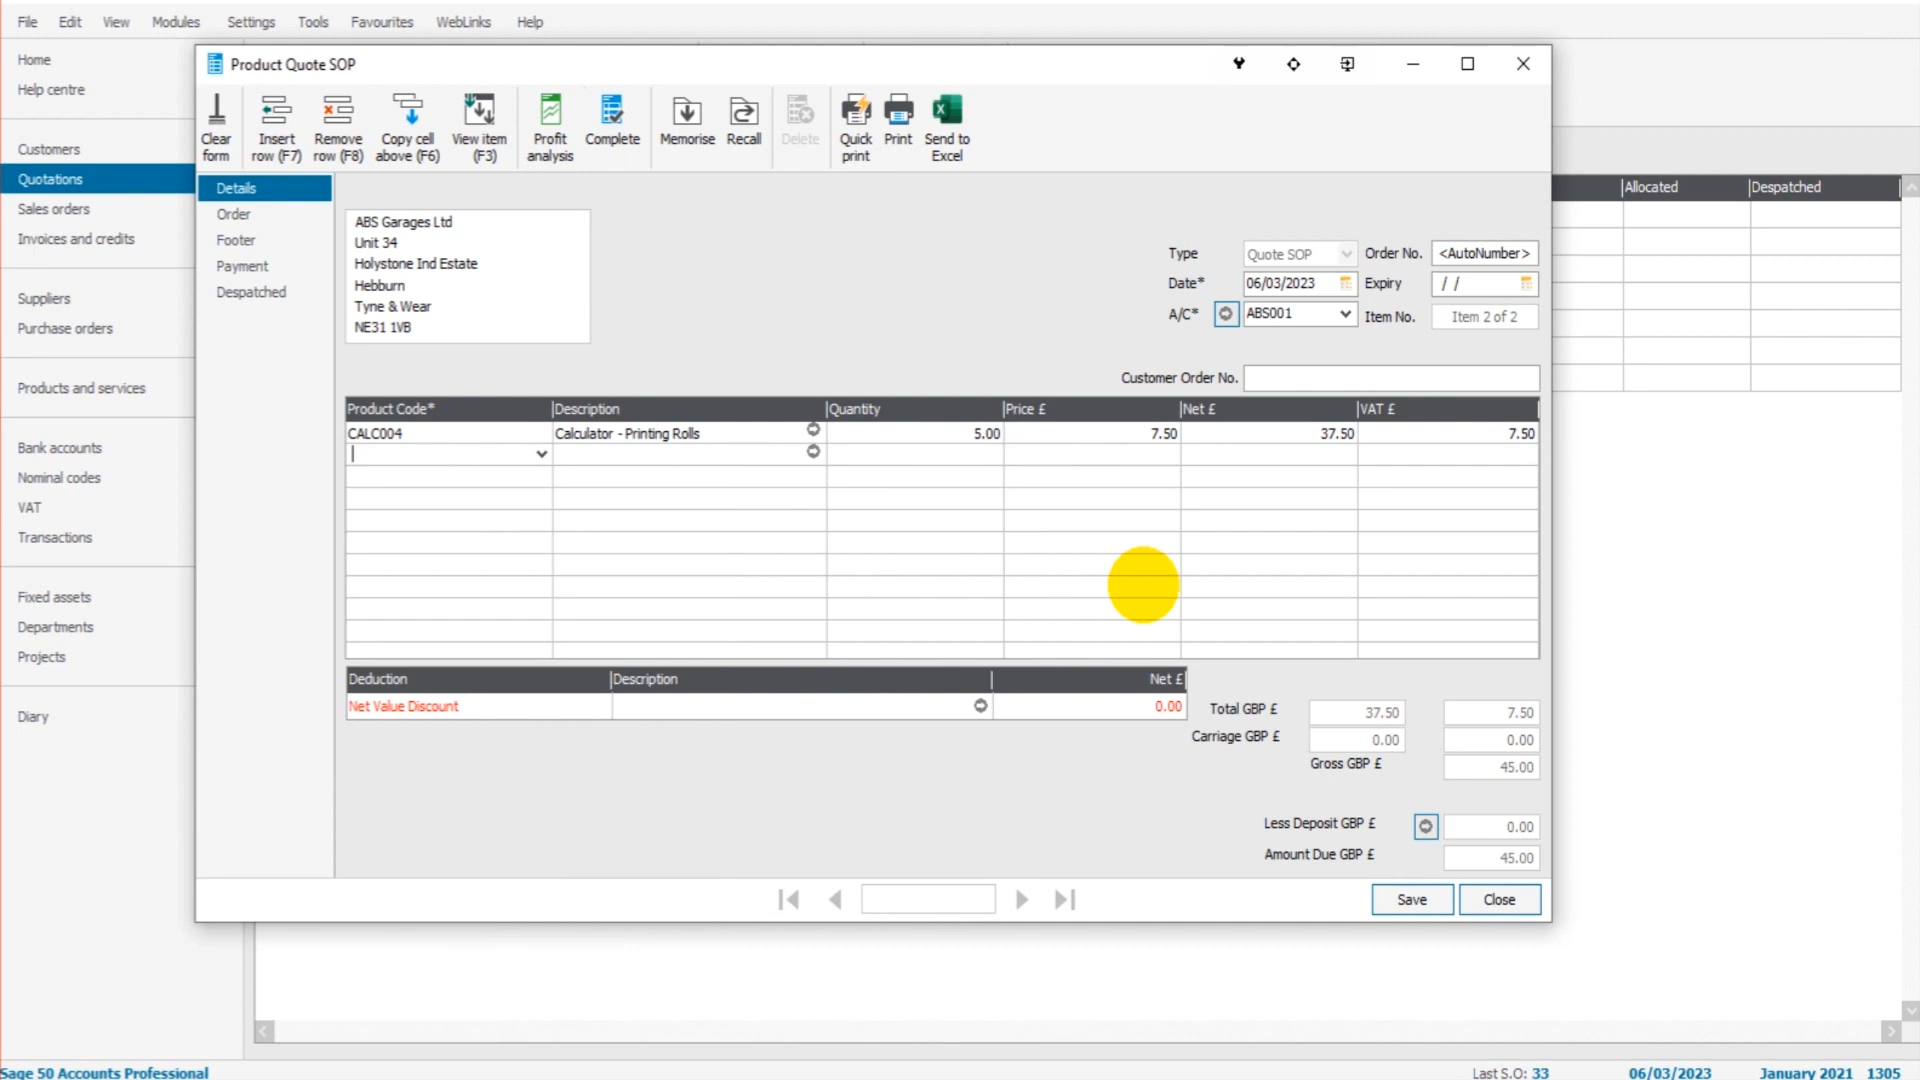 File Edit View Modules Settings Tools Favourites WebLinks Help
Home
Help centre
Customers
Quotations
Sales orders
Invoices and credits
Suppliers
Purchase orders
Products and services
Bank accounts
Nominal codes
VAT
Transactions
Fixed assets
Departments
Projects
Diary
Product Quote SOP
Clear form
Insert row (F7)
Remove row (F8)
Copy cell above (F6)
View item (F3)
Profit analysis
Complete
Memorise
Recall
Delete
Quick print
Print
Send to Excel
Details
Order
Footer
Payment
Despatched
ABS Garages Ltd
Unit 34
Holystone Ind Estate
Hebburn
Tyne & Wear
NE31 1VB
Type Quote SOP Order No. <AutoNumber>
Date* 06/03/2023 Expiry / /
A/C* ABS001 Item No. Item 2 of 2
Customer Order No.
Product Code* Description Quantity Price £ Net £ VAT £
CALC004 Calculator - Printing Rolls 5.00 7.50 37.50 7.50
Deduction Description Net £
Net Value Discount 0.00
Total GBP £ 37.50 7.50
Carriage GBP £ 0.00 0.00
Gross GBP £ 45.00
Less Deposit GBP £ 0.00
Amount Due GBP £ 45.00
Save Close
Allocated Despatched
Sage 50 Accounts Professional Last S.O: 33 06/03/2023 January 2021 1305